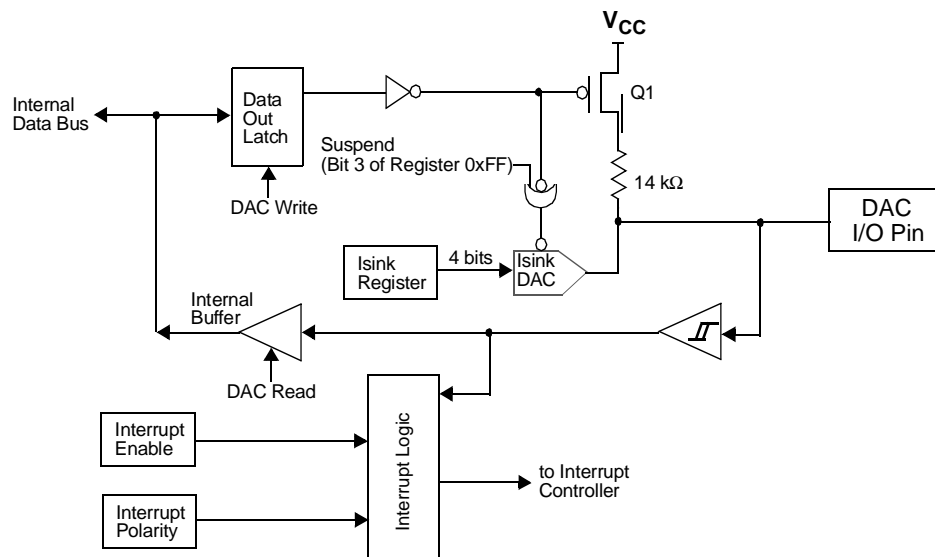 VCC
Internal
Data Bus
Data
Out
Latch
Q1
Suspend
(Bit 3 of Register 0xFF)
14 kΩ
DAC Write
DAC
I/O Pin
Isink
Register
4 bits
Isink
DAC
Internal
Buffer
DAC Read
Interrupt
Enable
Interrupt Logic
to Interrupt
Controller
Interrupt
Polarity